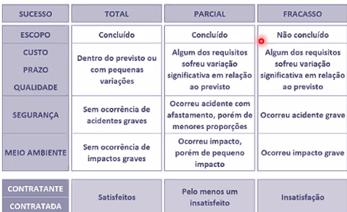 SUCESSO TOTAL PARCIAL FRACASSO
ESCOPO Concluído Concluído Não concluído
CUSTO
PRAZO
QUALIDADE
Dentro do previsto ou
com pequenas
variações
Algum dos requisitos
sofreu variação
significativa em relação
ao previsto
Algum dos requisitos
sofreu variação
significativa em relação
ao previsto
SEGURANÇA
Sem ocorrência de
acidentes graves
Ocorreu acidente com
afastamento, porém de
menores proporções
Ocorreu acidente grave
MEIO AMBIENTE
Sem ocorrência de
impactos graves
Ocorreu impacto,
porém de pequeno
impacto
Ocorreu impacto grave
CONTRATANTE
CONTRATADA
Satisfeitos
Pelo menos um
insatisfeito
Insatisfação